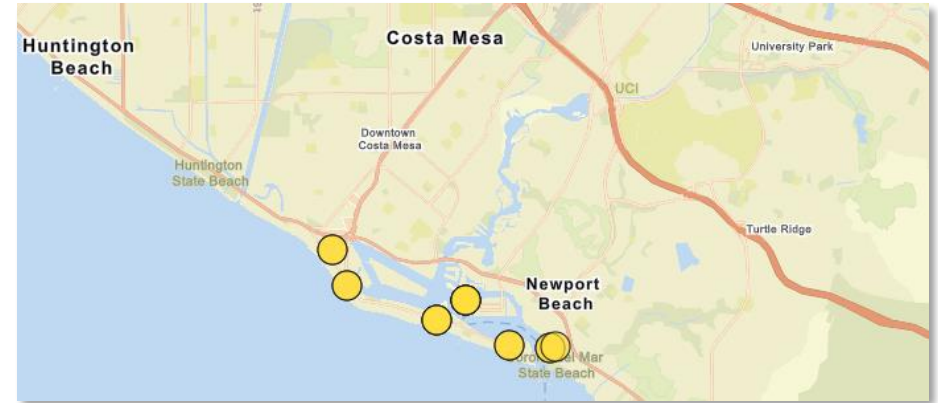 Huntington
Beach
Costa Mesa
University Park
UCI
Downtown
Costa Mesa
Huntington
State Beach
Turtle Ridge
Newport
Beach
Mar
State Beach